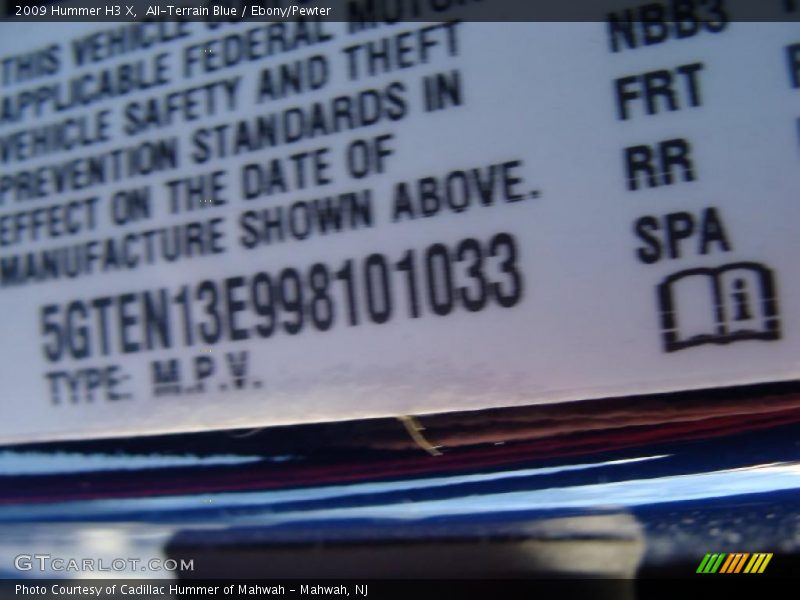 2009 Hummer H3 X,  All-Terrain Blue / Ebony/Pewter
THIS VEHICLE
APPLICABLE FEDERAL MOTOR
VEHICLE SAFETY AND THEFT
PREVENTION STANDARDS IN
EFFECT ON THE DATE OF
MANUFACTURE SHOWN ABOVE.
5GTEN13E998101033
TYPE: M.P.V.
NBB3
FRT
RR
SPA
i
GTCARLOT.COM
Photo Courtesy of Cadillac Hummer of Mahwah - Mahwah, NJ